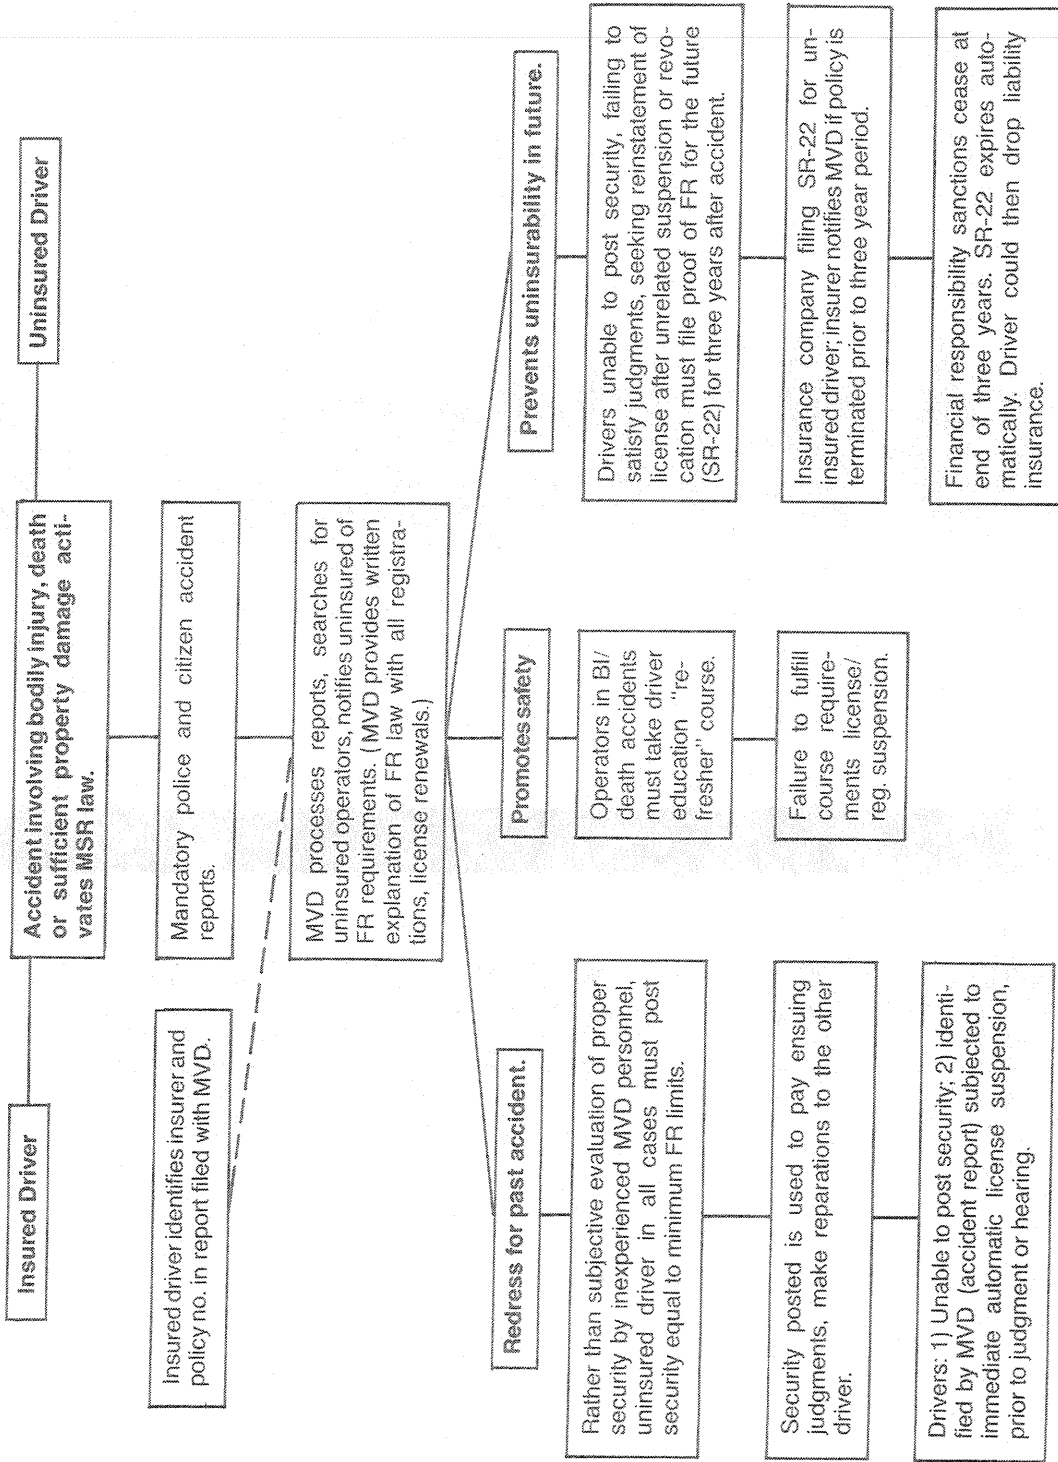 Insured Driver
Accident involving bodily injury, death
or sufficient property damage acti-
vates MSR law.
Uninsured Driver
Insured driver identifies insurer and
policy no. in report filed with MVD.
Mandatory police and citizen accident
reports.
MVD processes reports, searches for
uninsured operators, notifies uninsured of
FR requirements. (MVD provides written
explanation of FR law with all registra-
tions, license renewals.)
Redress for past accident.
Rather than subjective evaluation of proper
security by inexperienced MVD personnel,
uninsured driver in all cases must post
security equal to minimum FR limits.
Security posted is used to pay ensuing
judgments, make reparations to the other
driver.
Drivers: 1) Unable to post security; 2) identi-
fied by MVD (accident report) subjected to
immediate automatic license suspension,
prior to judgment or hearing.
Promotes safety
Operators in BI/
death accidents
must take driver
education "re-
fresher" course.
Failure to fulfill
course require-
ments license/
reg. suspension.
Prevents uninsurability in future.
Drivers unable to post security, failing to
satisfy judgments, seeking reinstatement of
license after unrelated suspension or revo-
cation must file proof of FR for the future
(SR-22) for three years after accident.
Insurance company filing SR-22 for un-
insured driver; insurer notifies MVD if policy is
terminated prior to three year period.
Financial responsibility sanctions cease at
end of three years. SR-22 expires auto-
matically. Driver could then drop liability
insurance.